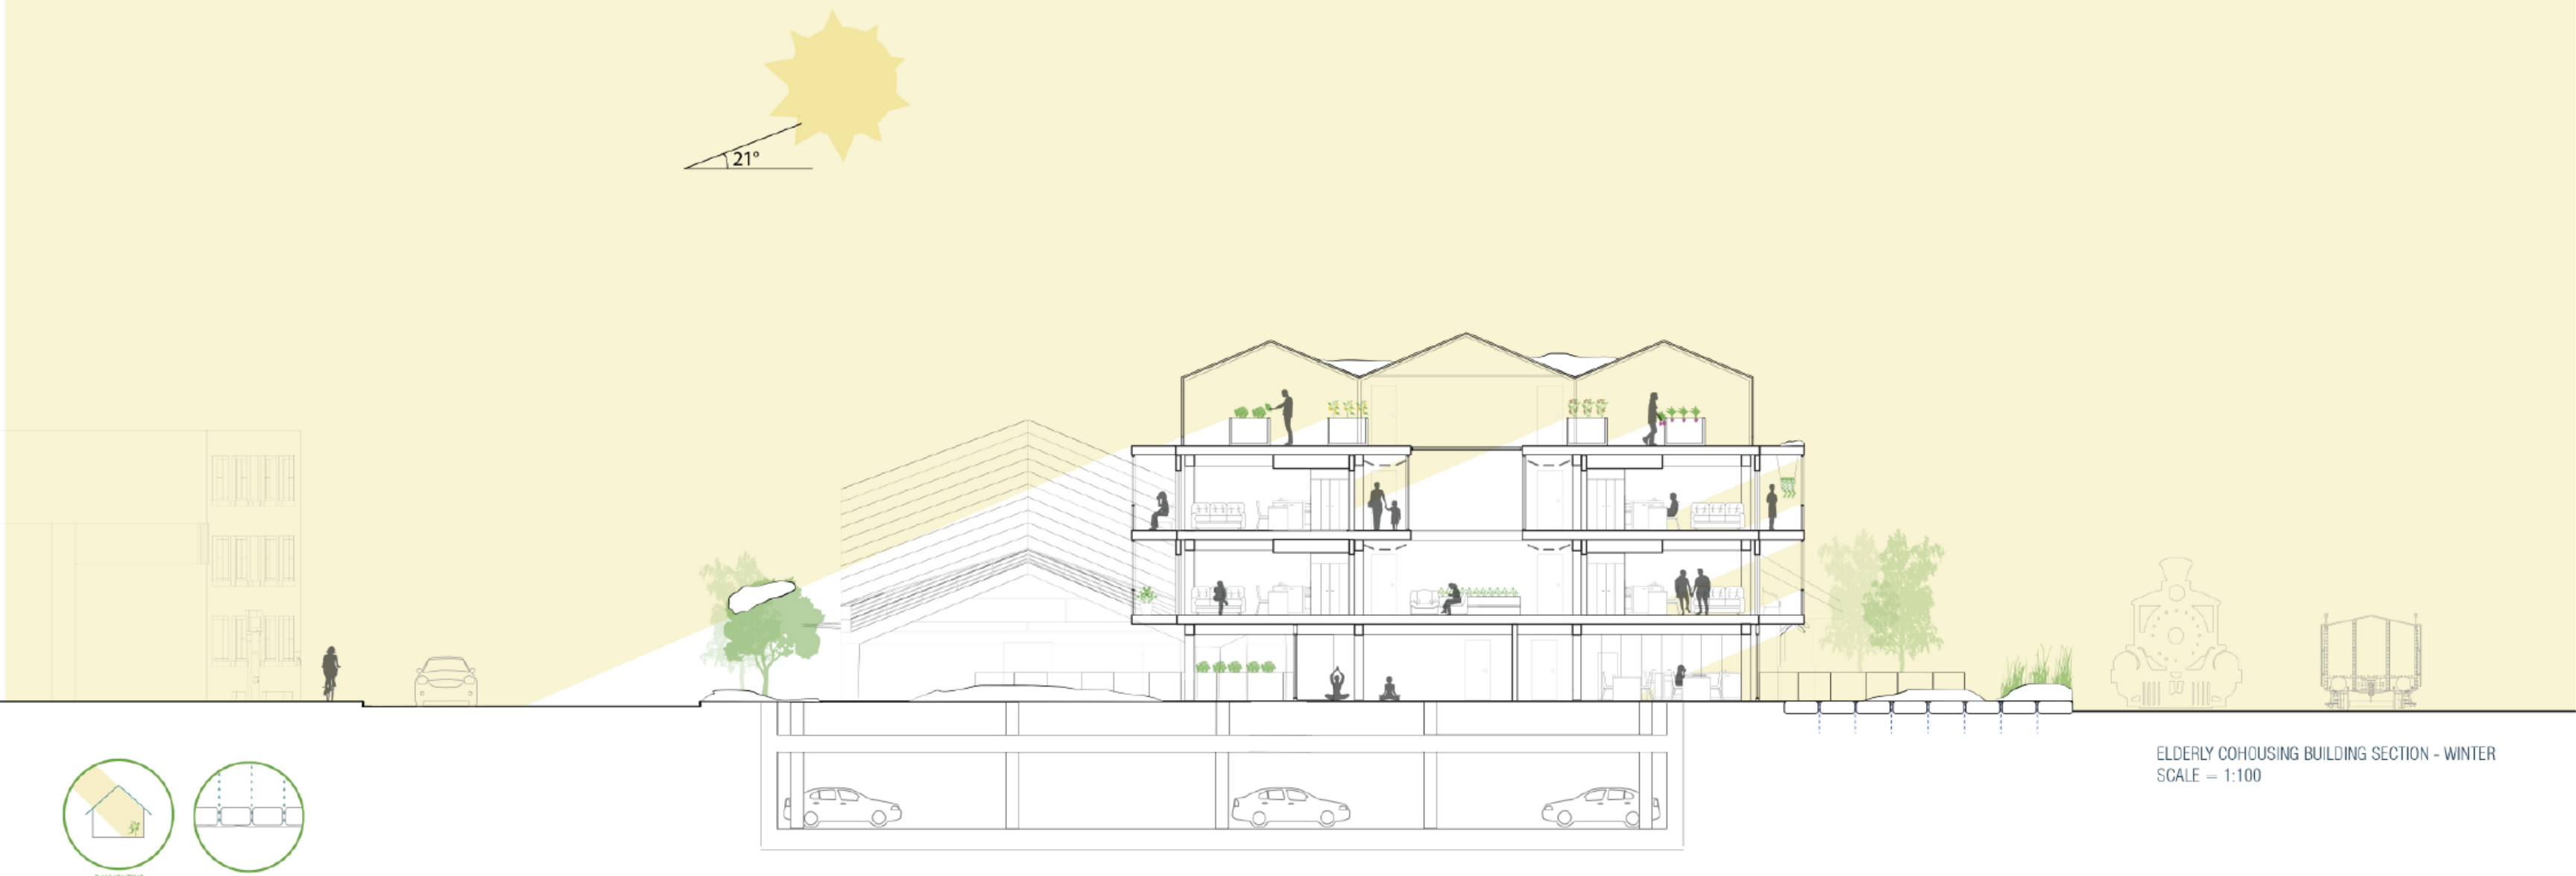 21°
ELDERLY COHOUSING BUILDING SECTION - WINTER
SCALE = 1:100